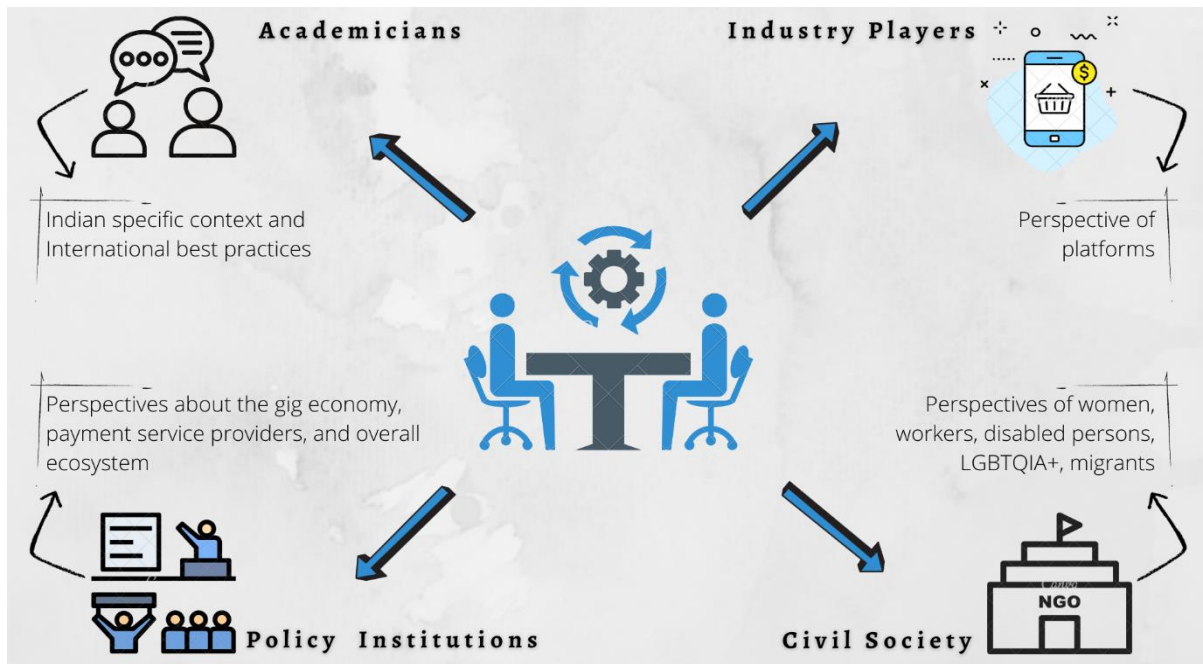 Academicians
Industry Players
$
Indian specific context and
International best practices
Perspective of
platforms
Perspectives about the gig economy,
payment service providers, and overall
ecosystem
Perspectives of women,
workers, disabled persons,
LGBTQIA+, migrants
Canva
NGO
Policy Institutions
Civil Society